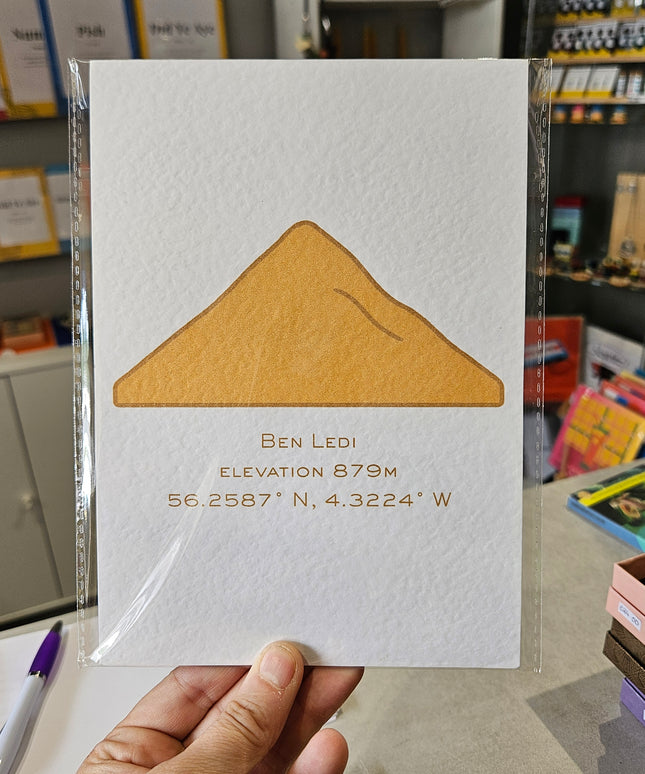 Ben Ledi
elevation 879m
56.2587° N, 4.3224° W